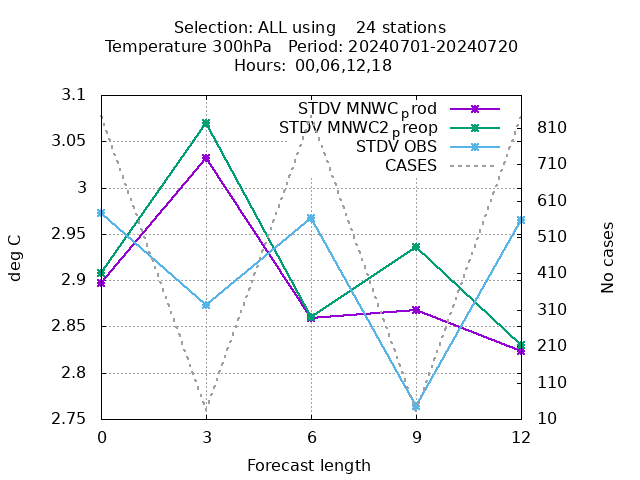 Selection: ALL using    24 stations
Temperature 300hPa   Period: 20240701-20240720
Hours: 00,06,12,18
3.1
3.05
3
2.95
2.9
2.85
2.8
2.75
deg C
STDV MNWCprod
STDV MNWC2preop
STDV OBS
CASES
810
710
610
510
410
310
210
110
10
No cases
0 3 6 9 12
Forecast length